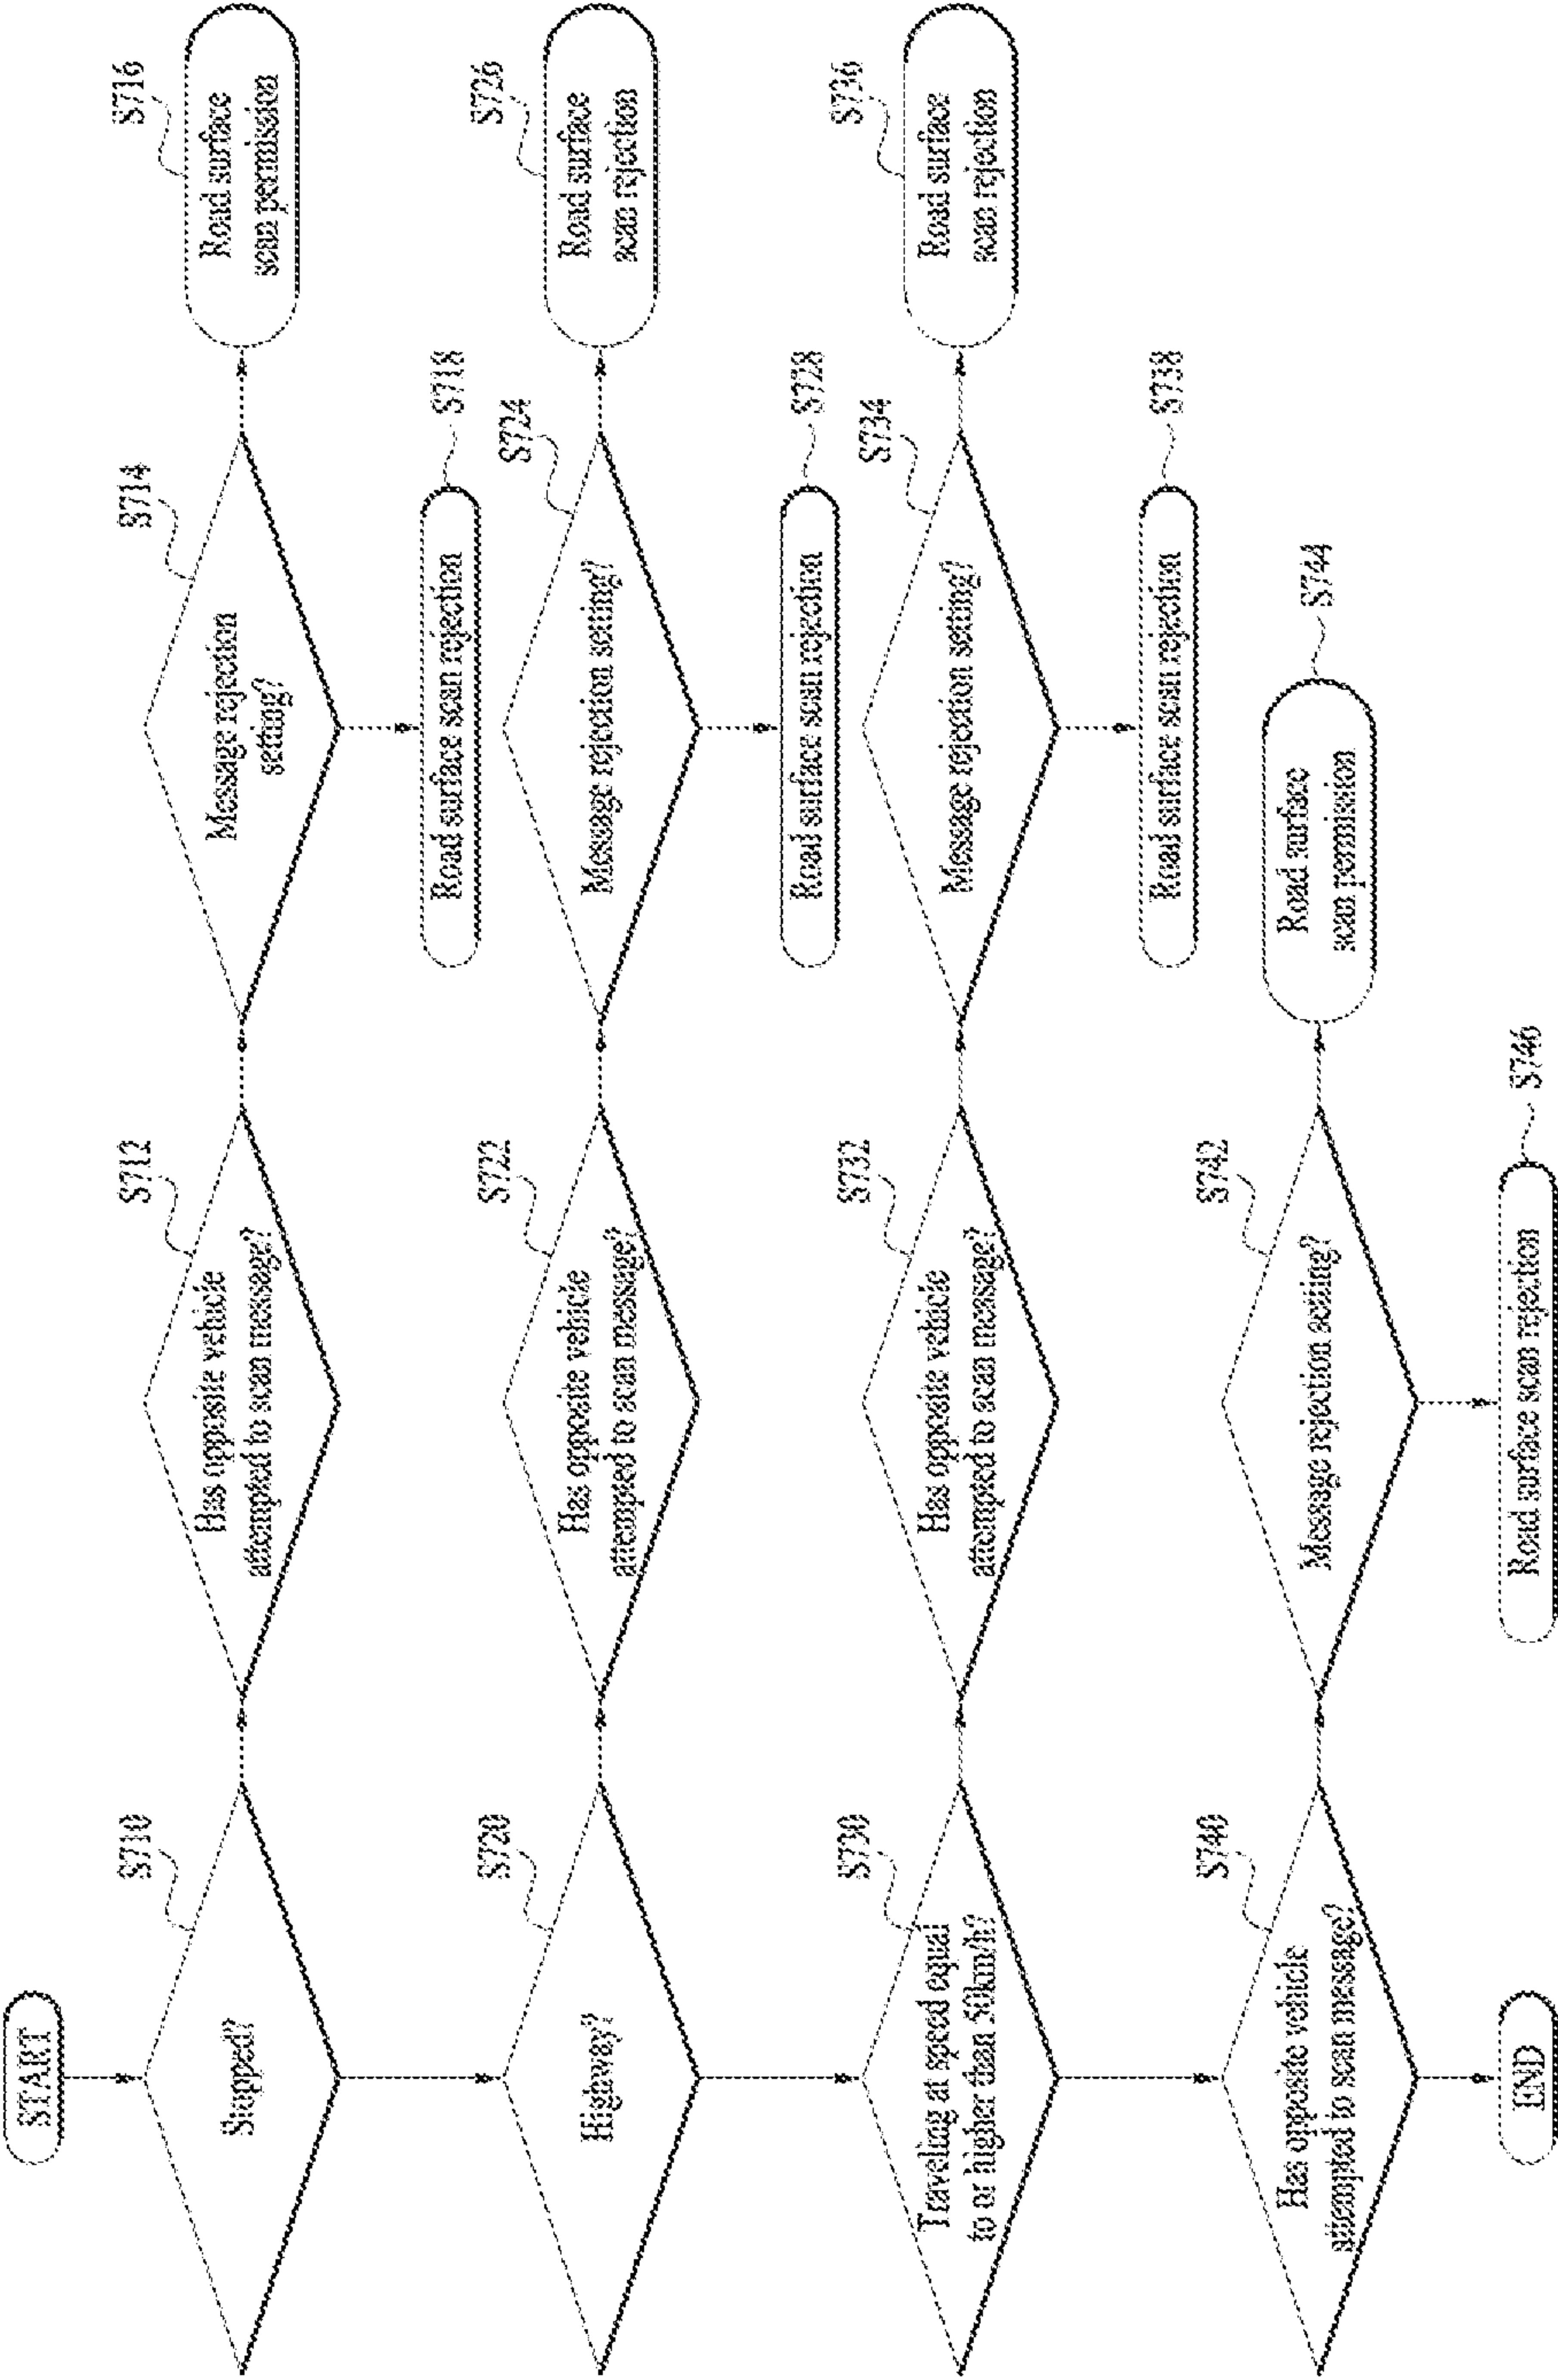 START
S710
Stopped?
S712
Has opposite vehicle
attempted to scan message?
S714
Message rejection
setting?
S716
Road surface
scan permission
S718
Road surface scan rejection
S720
Highway?
S722
Has opposite vehicle
attempted to scan message?
S724
Message rejection setting?
S726
Road surface
scan rejection
S728
Road surface scan rejection
S730
Traveling at speed equal
to or higher than 50km/h?
S732
Has opposite vehicle
attempted to scan message?
S734
Message rejection setting?
S736
Road surface
scan rejection
S738
Road surface scan rejection
S740
Has opposite vehicle
attempted to scan message?
S742
Message rejection setting?
S744
Road surface
scan permission
S746
Road surface scan rejection
END